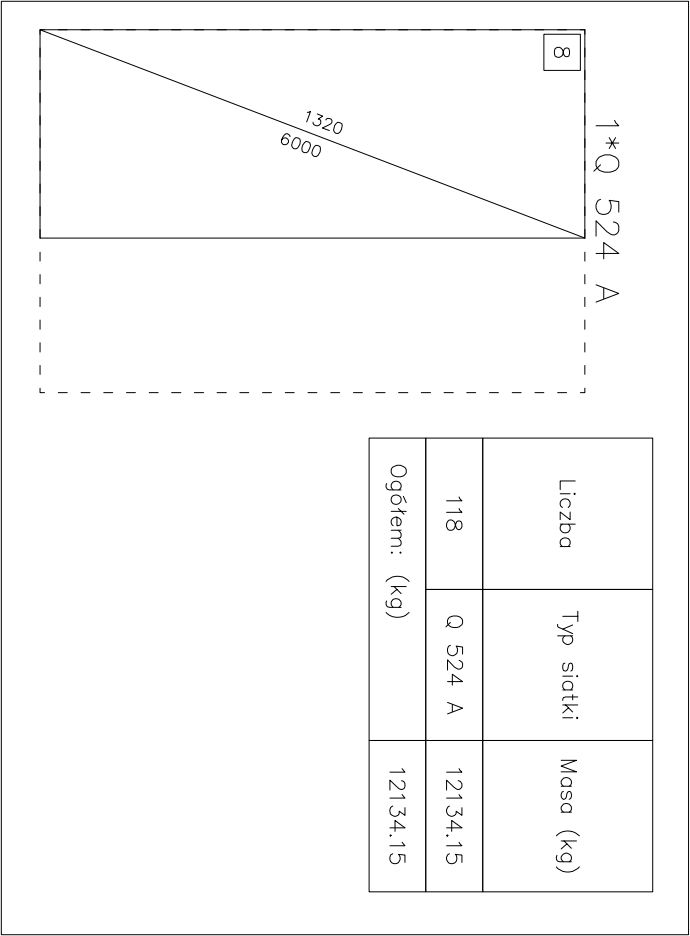 8
1320
6000
1*Q 524 A
Liczba Typ siatki Masa (kg)
118 Q 524 A 12134.15
Ogółem: (kg) 12134.15